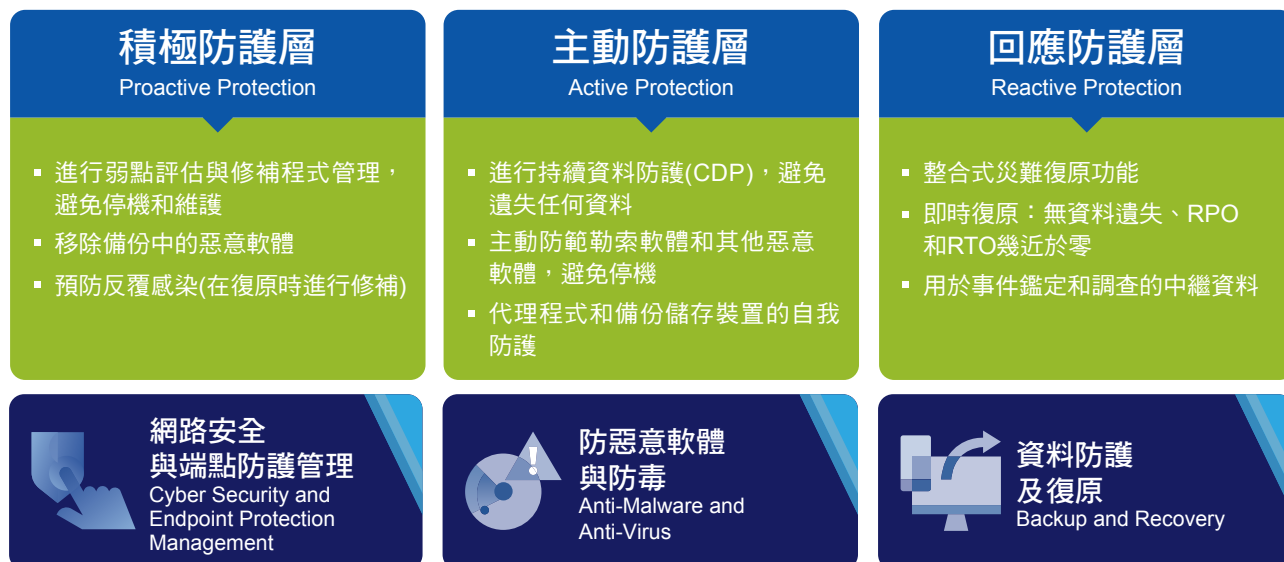 積極防護層
Proactive Protection
▪ 進行弱點評估與修補程式管理，
避免停機和維護
▪ 移除備份中的惡意軟體
▪ 預防反覆感染(在復原時進行修補)
網路安全
與端點防護管理
Cyber Security and
Endpoint Protection
Management
主動防護層
Active Protection
▪ 進行持續資料防護(CDP)，避免
遺失任何資料
▪ 主動防範勒索軟體和其他惡意
軟體，避免停機
▪ 代理程式和備份儲存裝置的自我
防護
防惡意軟體
與防毒
Anti-Malware and
Anti-Virus
回應防護層
Reactive Protection
▪ 整合式災難復原功能
▪ 即時復原：無資料遺失、RPO
和RTO幾近於零
▪ 用於事件鑑定和調查的中繼資料
資料防護
及復原
Backup and Recovery